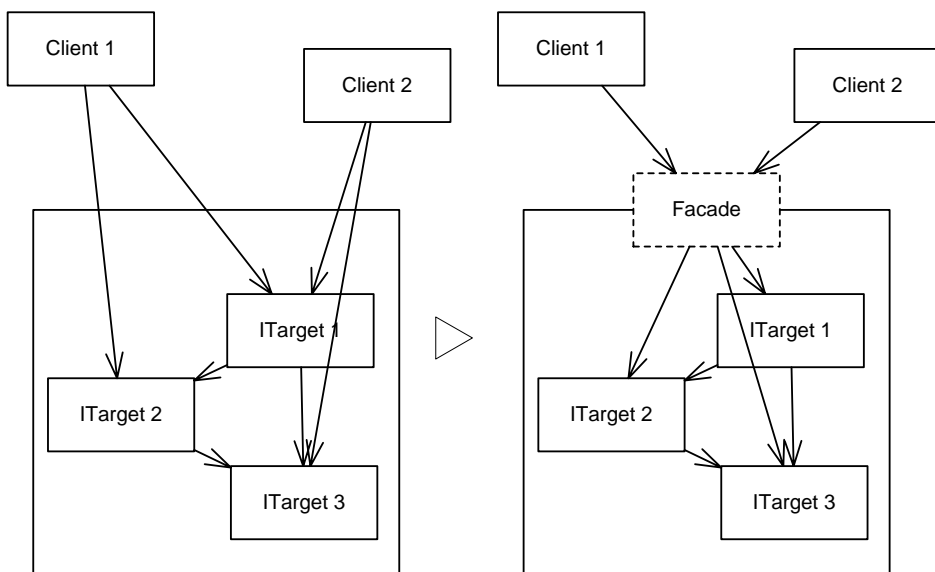 Client 1
Client 2
ITarget 1
ITarget 2
ITarget 3
Client 1
Client 2
Facade
ITarget 1
ITarget 2
ITarget 3